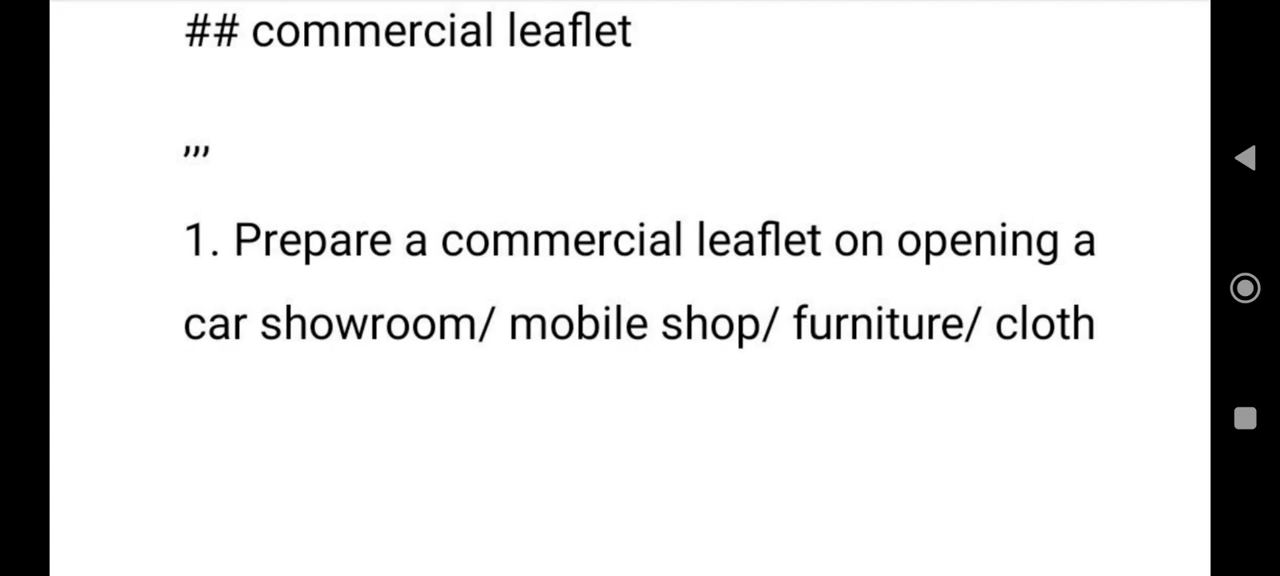 ## commercial leaflet
,,,
1. Prepare a commercial leaflet on opening a
car showroom/ mobile shop/ furniture/ cloth